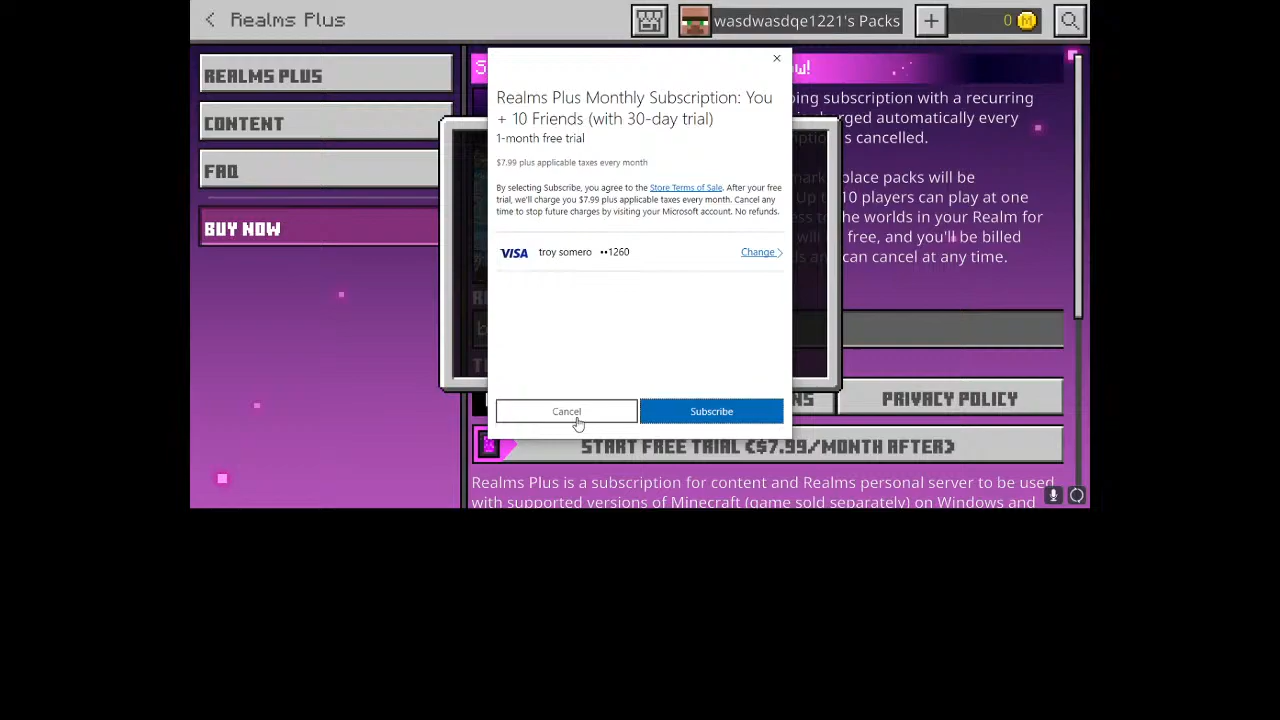 Realms Plus
wasdwasdqe1221's Packs
0
REALMS PLUS
CONTENT
FAQ
BUY NOW
Realms Plus Monthly Subscription: You
+ 10 Friends (with 30-day trial)
1-month free trial
$7.99 plus applicable taxes every month
By selecting Subscribe, you agree to the Store Terms of Sale. After your free
trial, we'll charge you $7.99 plus applicable taxes every month. Cancel any
time to stop future charges by visiting your Microsoft account. No refunds.
VISA troy somero ••1260 Change
Cancel
Subscribe
subscription with a recurring
automatically every
is cancelled.
packs will be
10 players can play at one
the worlds in your Realm for
free, and you'll be billed
can cancel at any time.
PRIVACY POLICY
START FREE TRIAL ($7.99/MONTH AFTER)
Realms Plus is a subscription for content and Realms personal server to be used
with supported versions of Minecraft (game sold separately) on Windows and